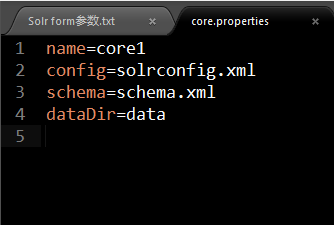 Solr form参数.txt × core.properties ×
1 name=core1
2 config=solrconfig.xml
3 schema=schema.xml
4 dataDir=data
5